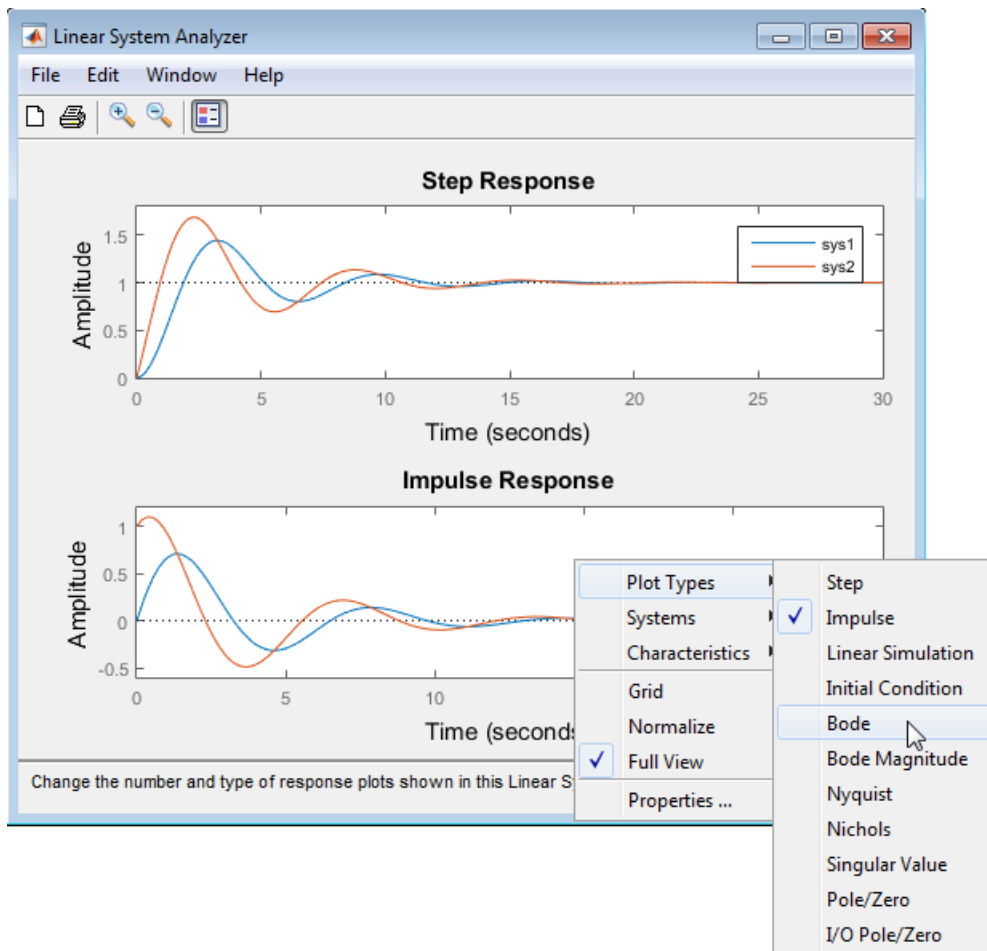 Linear System Analyzer
File Edit Window Help
Step Response
Amplitude
1.5
1
0.5
0
sys1
sys2
0 5 10 15 20 25 30
Time (seconds)
Impulse Response
Amplitude
1
0.5
0
-0.5
0 5 10
Time (seconds
Change the number and type of response plots shown in this Linear S
Plot Types
Systems
Characteristics
Grid
Normalize
Full View
Properties ...
Step
Impulse
Linear Simulation
Initial Condition
Bode
Bode Magnitude
Nyquist
Nichols
Singular Value
Pole/Zero
I/O Pole/Zero